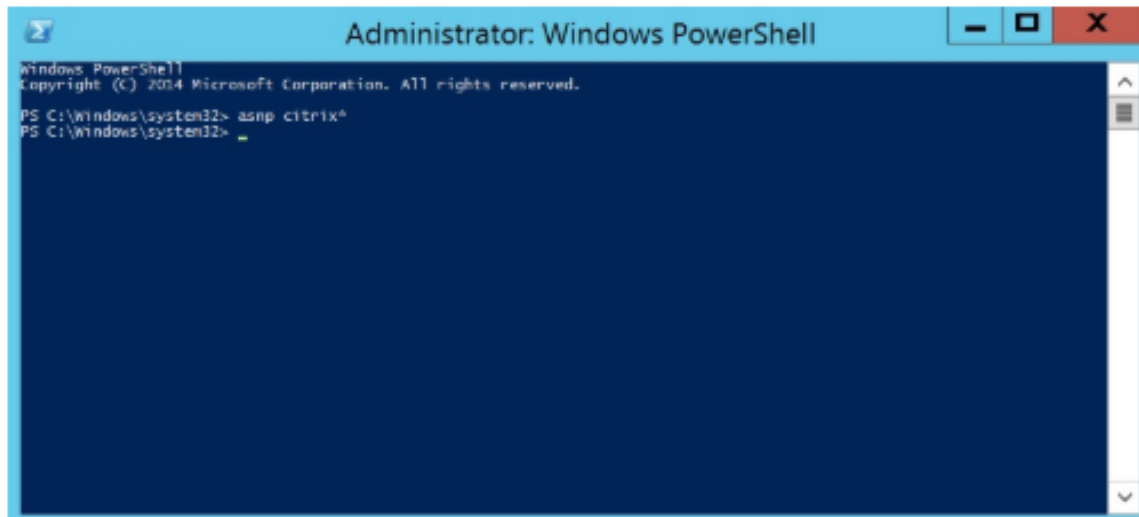 Administrator: Windows PowerShell
Windows PowerShell
Copyright (C) 2014 Microsoft Corporation. All rights reserved.
PS C:\Windows\system32> asnp citrix*
PS C:\Windows\system32> _